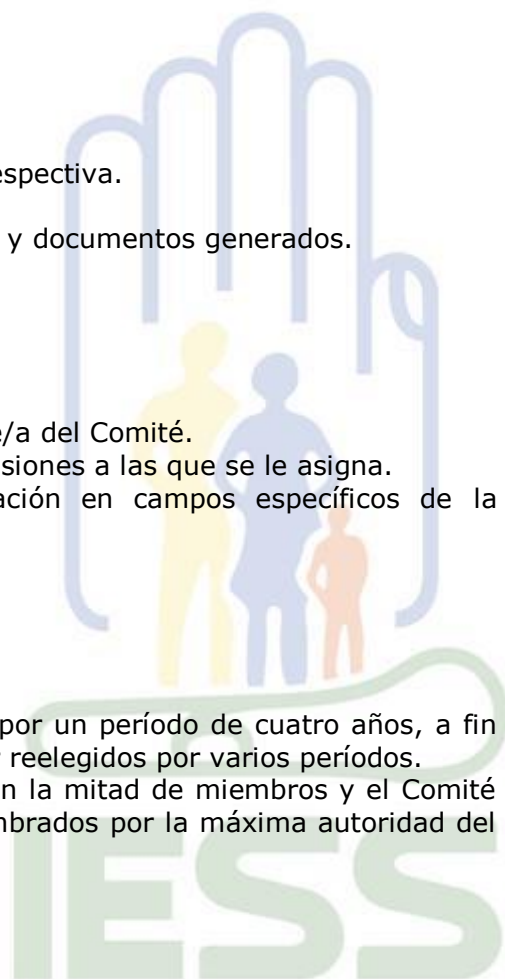 espectiva.
y documentos generados.
e/a del Comité.
siones a las que se le asigna.
ación en campos específicos de la
por un período de cuatro años, a fin
reelegidos por varios períodos.
n la mitad de miembros y el Comité
mbrados por la máxima autoridad del
IESS